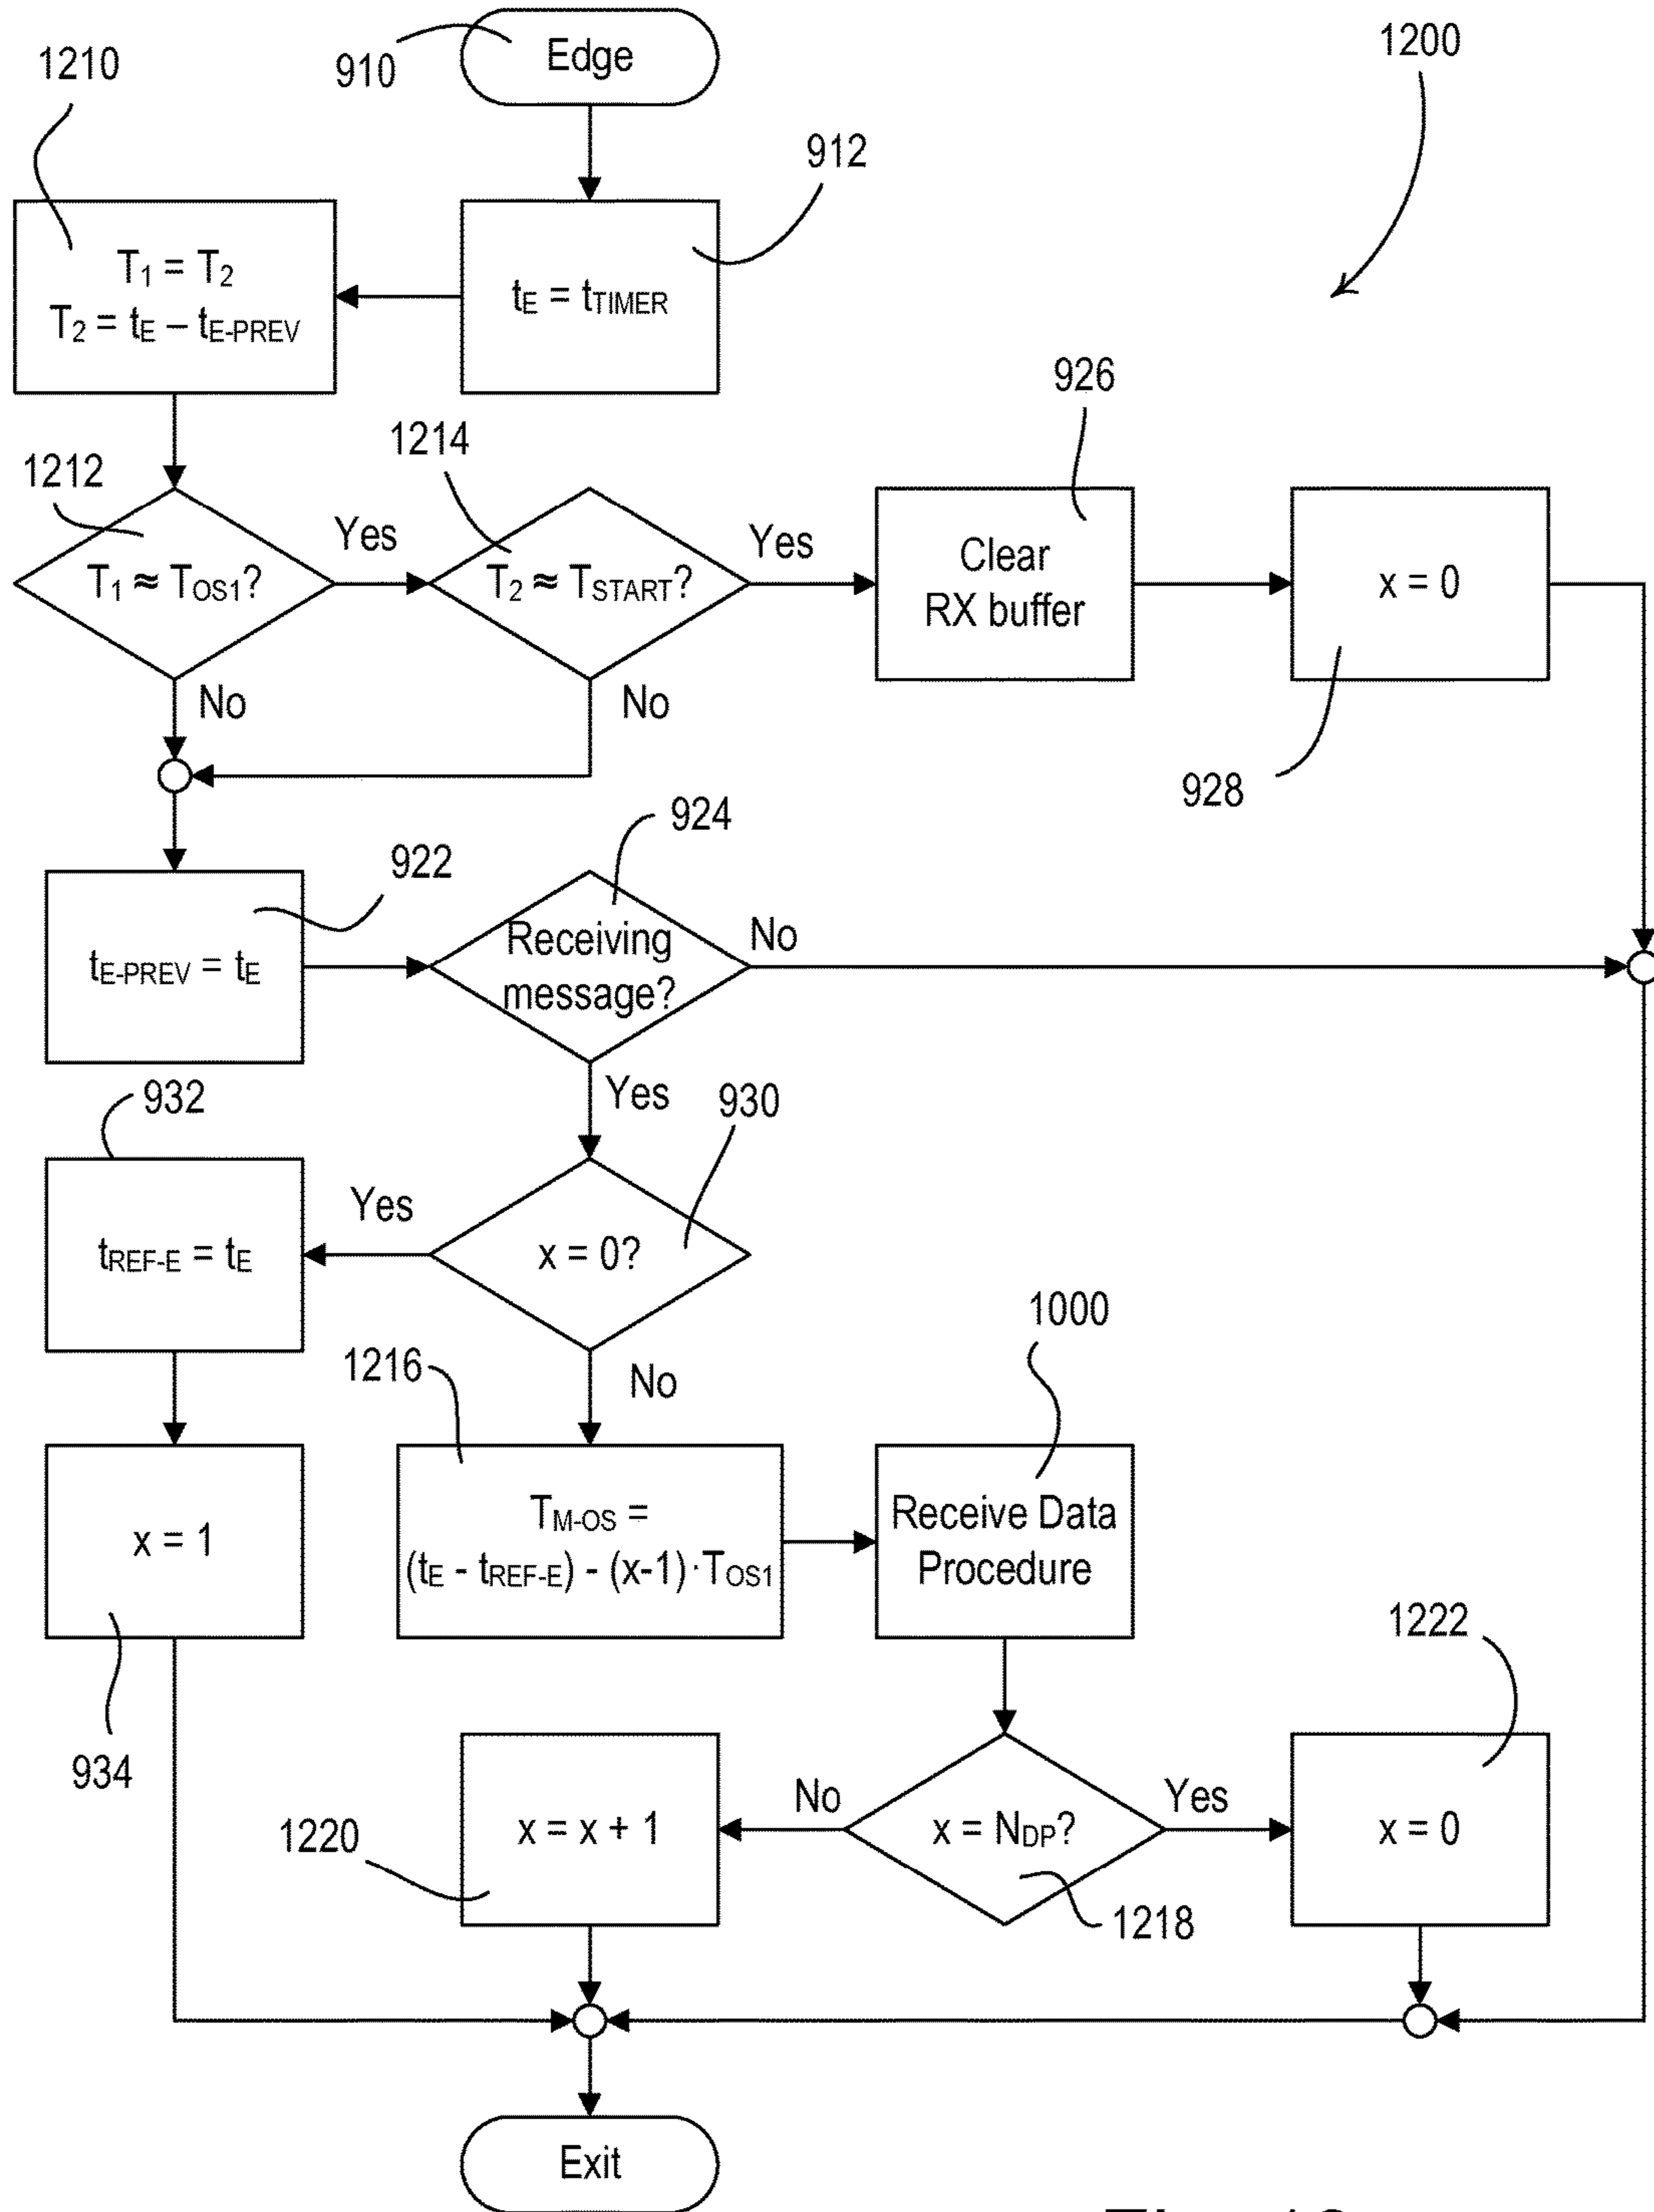 1210
910
Edge
1200
912
T₁ = T₂
T₂ = tE – tE-PREV
tE = tTIMER
926
1214
1212
Yes
Yes
T₁ ≈ TOS1?
T₂ ≈ TSTART?
Clear
RX buffer
x = 0
No
No
928
924
922
Receiving
message?
No
tE-PREV = tE
932
Yes
930
Yes
tREF-E = tE
x = 0?
1000
1216
No
x = 1
TM-OS =
(tE - tREF-E) - (x-1)·TOS1
Receive Data
Procedure
1222
934
No
Yes
1220
x = x + 1
x = NDP?
x = 0
1218
Exit